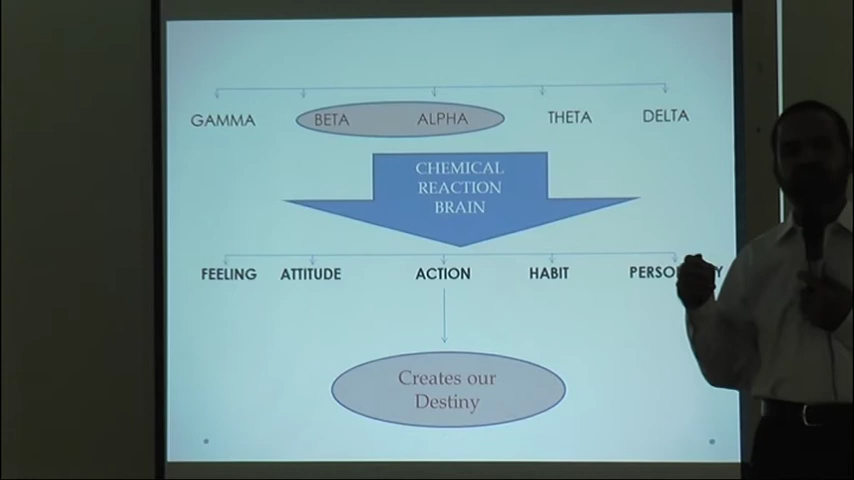 GAMMA BETA ALPHA THETA DELTA
CHEMICAL
REACTION
BRAIN
FEELING ATTITUDE ACTION HABIT
Creates our
Destiny